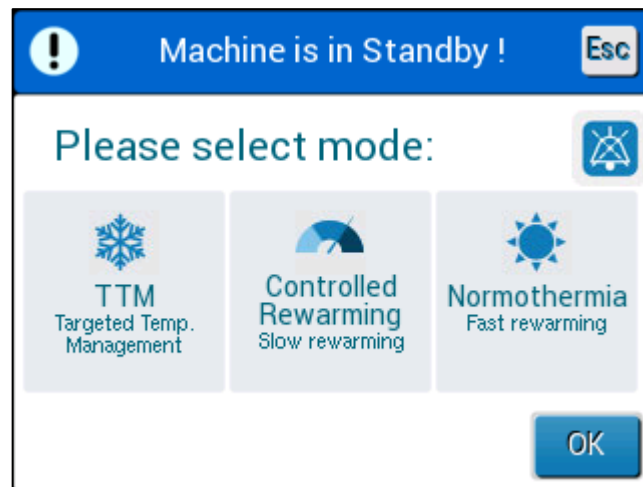 Machine is in Standby !
Esc
Please select mode:
TTM
Targeted Temp.
Management
Controlled
Rewarming
Slow rewarming
Normothermia
Fast rewarming
OK